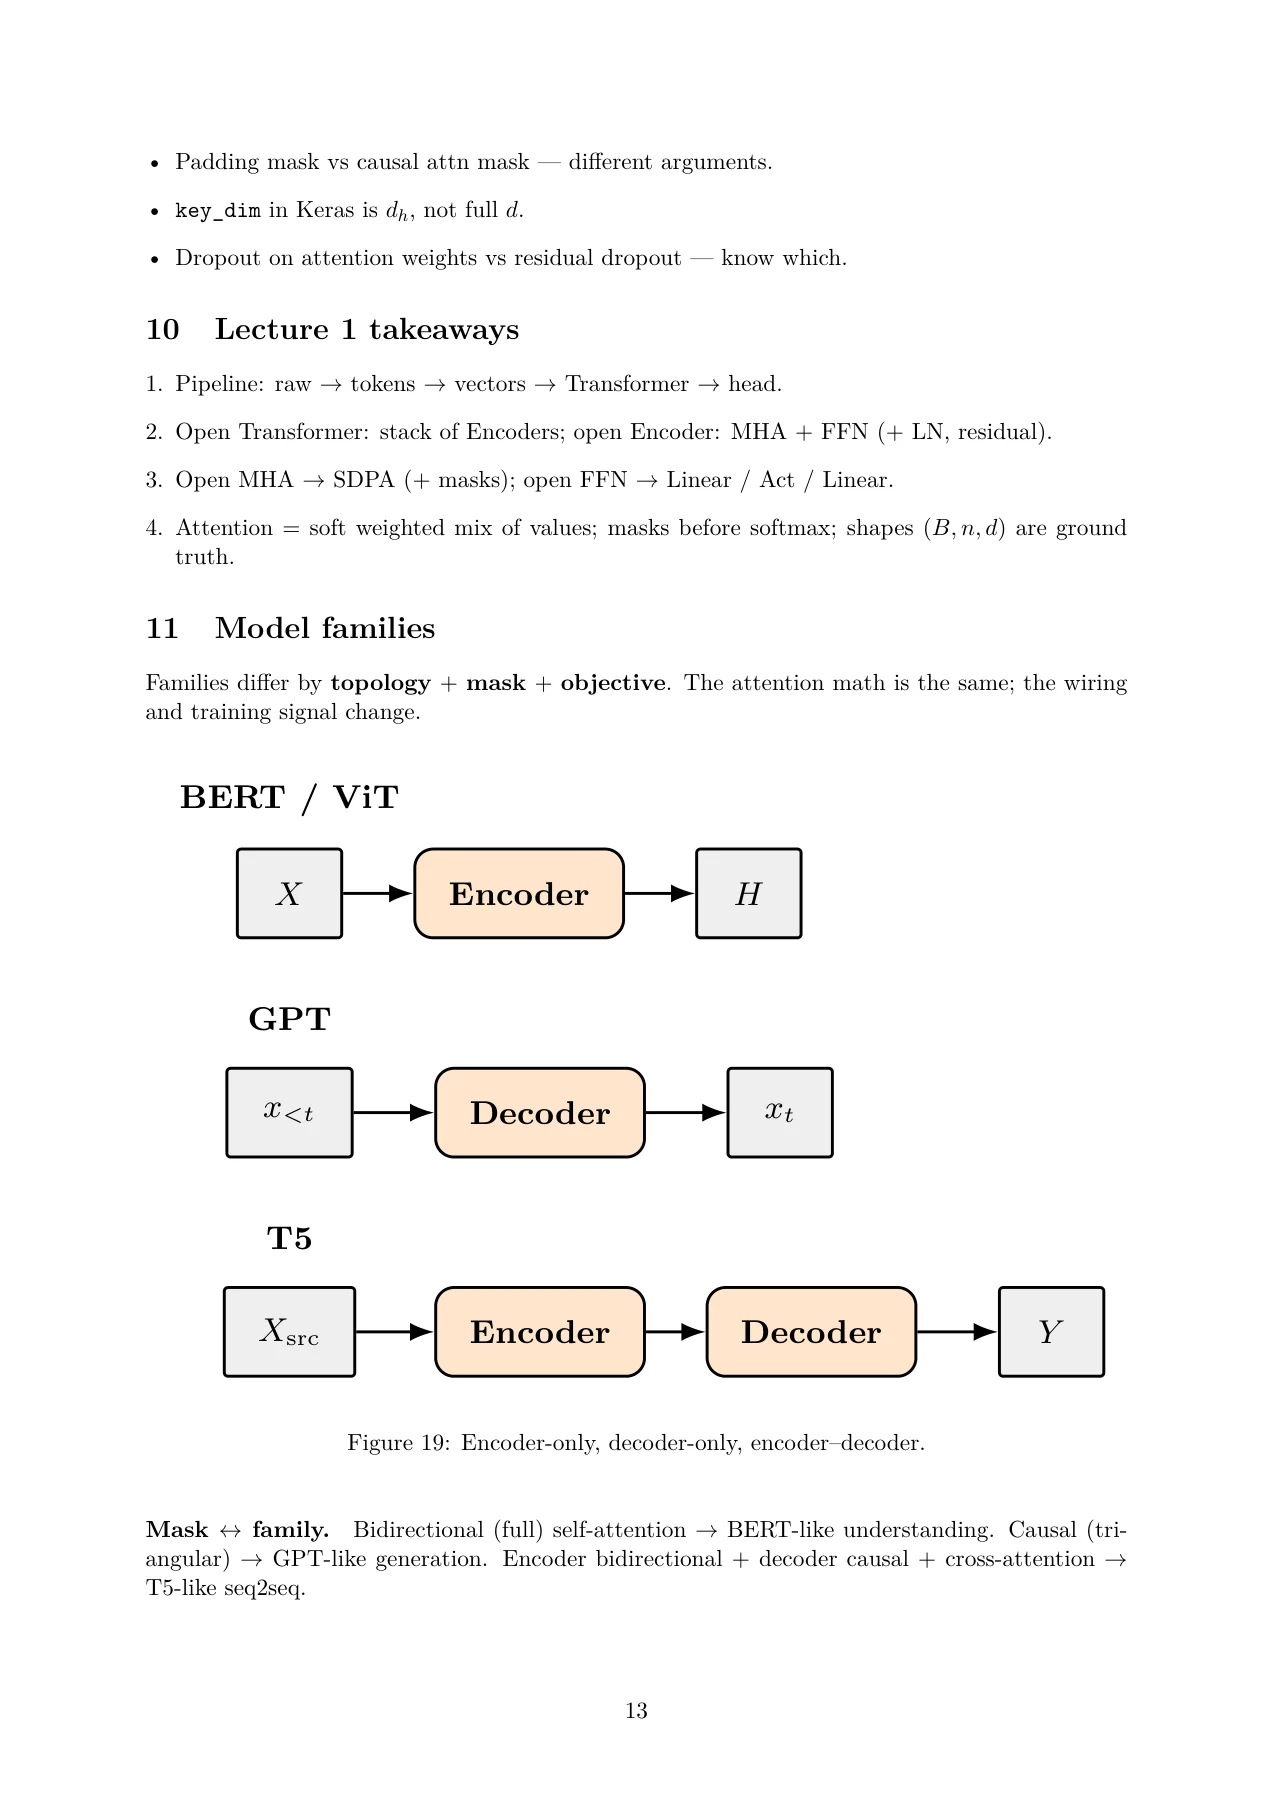 • Padding mask vs causal attn mask — different arguments.
• key_dim in Keras is d_h, not full d.
• Dropout on attention weights vs residual dropout — know which.
10 Lecture 1 takeaways
1. Pipeline: raw → tokens → vectors → Transformer → head.
2. Open Transformer: stack of Encoders; open Encoder: MHA + FFN (+ LN, residual).
3. Open MHA → SDPA (+ masks); open FFN → Linear / Act / Linear.
4. Attention = soft weighted mix of values; masks before softmax; shapes (B, n, d) are ground
truth.
11 Model families
Families differ by topology + mask + objective. The attention math is the same; the wiring
and training signal change.
BERT / ViT
X Encoder H
GPT
x_{<t} Decoder x_t
T5
X_src Encoder Decoder Y
Figure 19: Encoder-only, decoder-only, encoder–decoder.
Mask ↔ family. Bidirectional (full) self-attention → BERT-like understanding. Causal (tri-
angular) → GPT-like generation. Encoder bidirectional + decoder causal + cross-attention →
T5-like seq2seq.
13